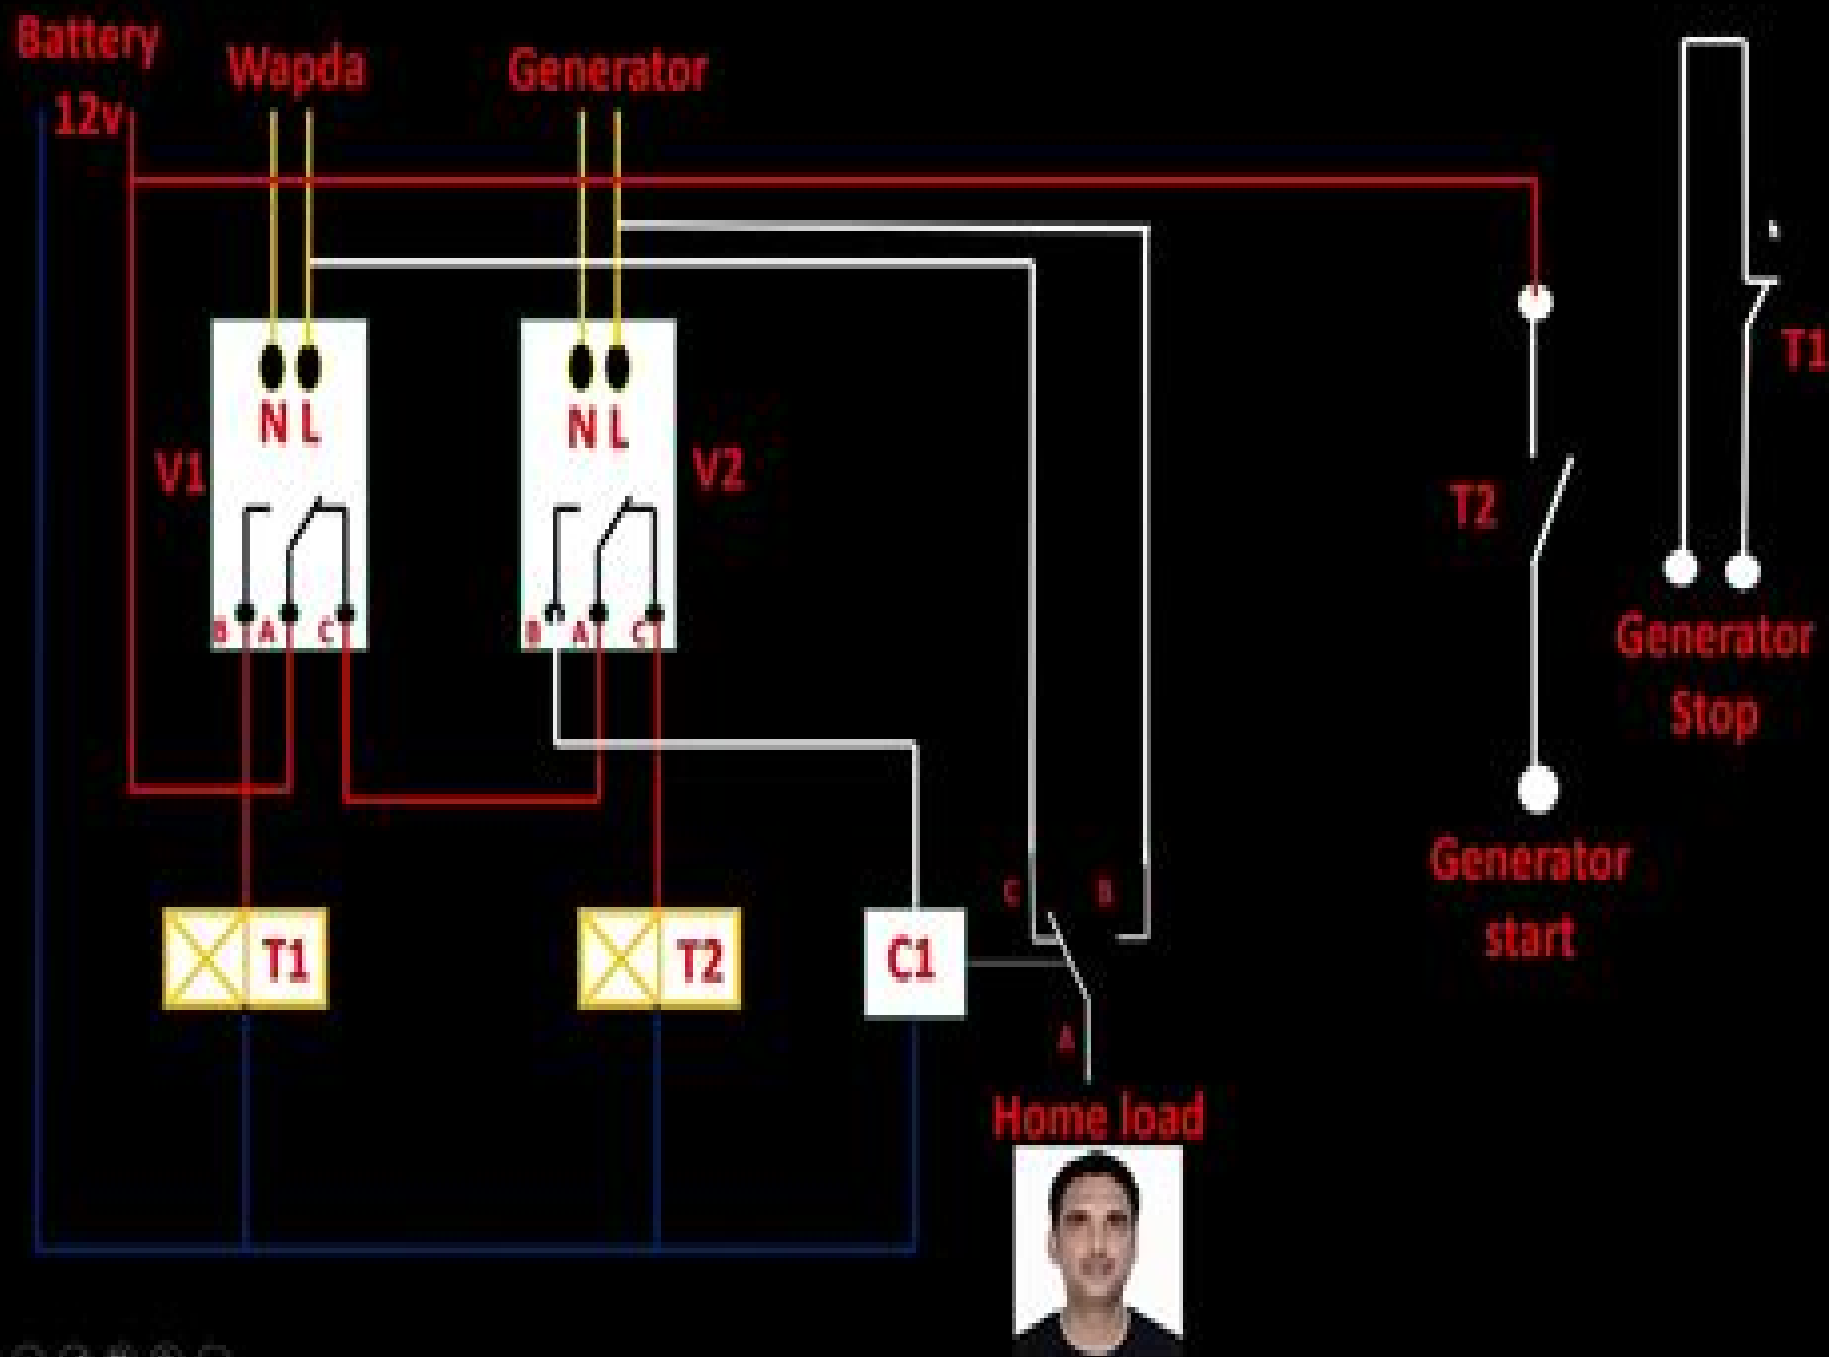 Battery
12v
Wapda
Generator
N L
N L
V1
V2
B A C
B A C
T1
T2
C1
C B
A
Home load
T2
Generator
start
T1
Generator
Stop